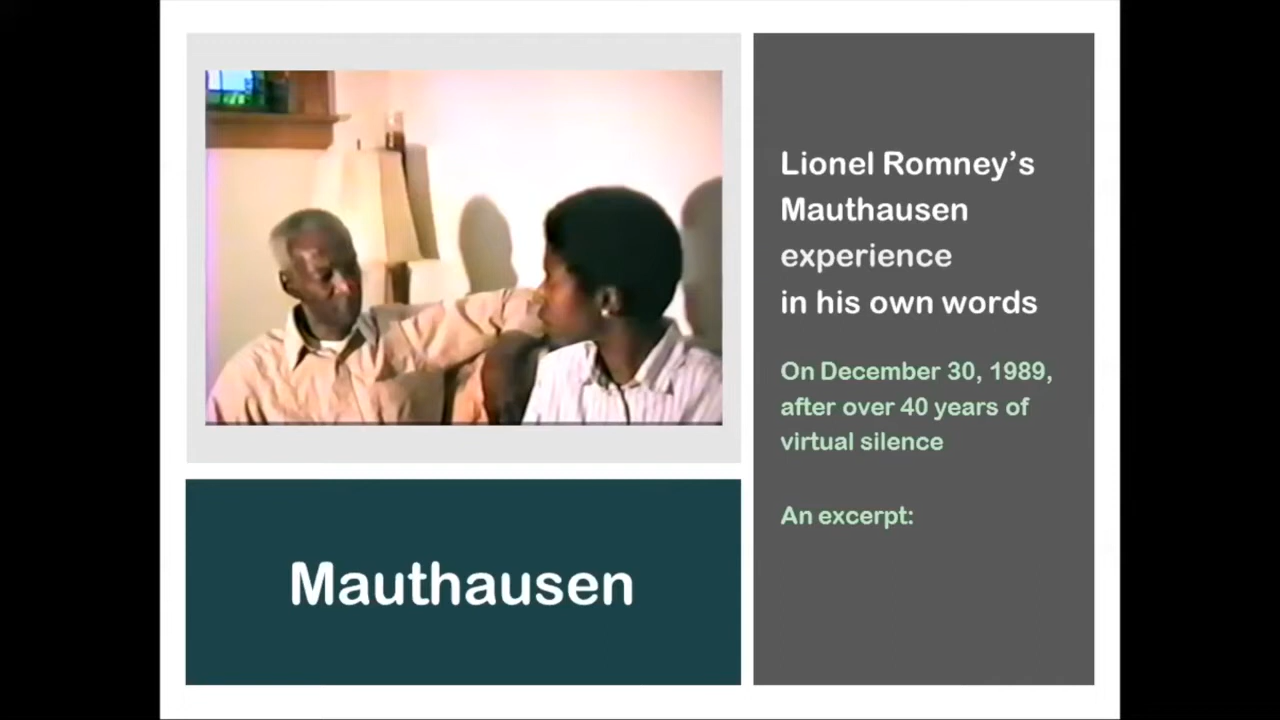 Lionel Romney’s
Mauthausen
experience
in his own words
On December 30, 1989,
after over 40 years of
virtual silence
An excerpt:
Mauthausen